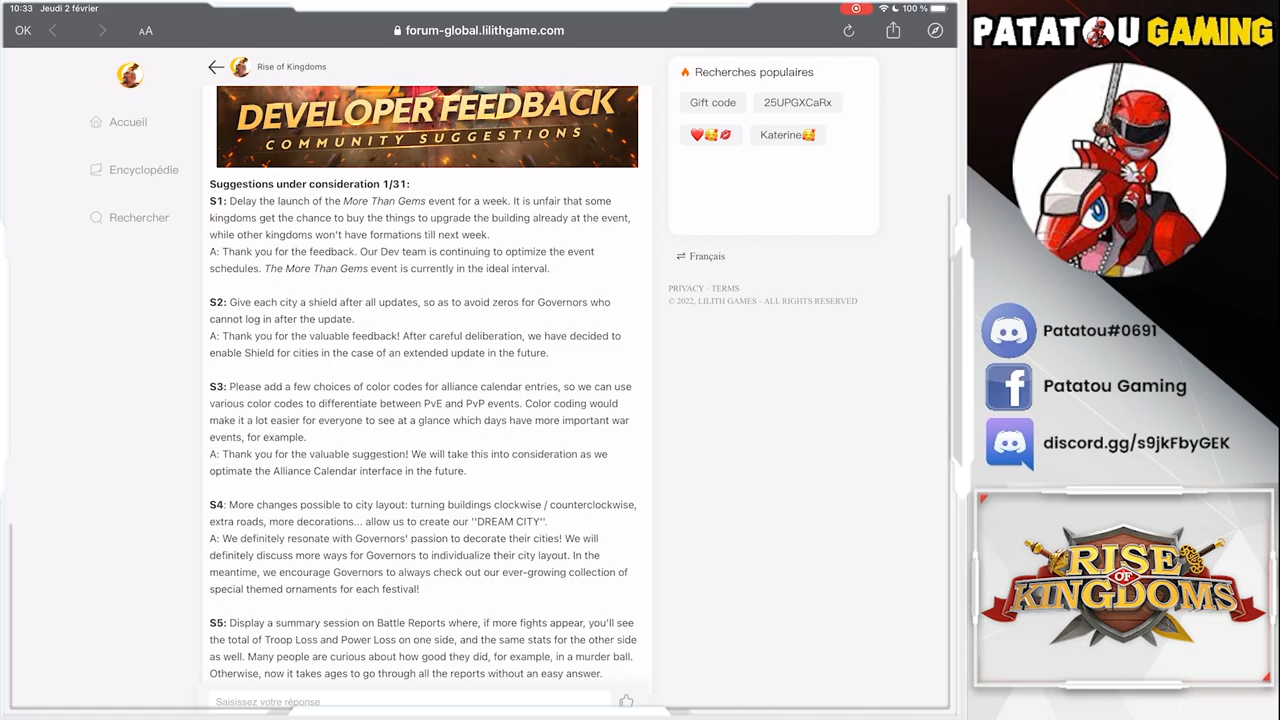 10:33 Jeudi 2 février
100 %
OK
AA
forum-global.lilithgame.com
Rise of Kingdoms
Accueil
Encyclopédie
Rechercher
DEVELOPER FEEDBACK
COMMUNITY SUGGESTIONS
Suggestions under consideration 1/31:
S1: Delay the launch of the More Than Gems event for a week. It is unfair that some
kingdoms get the chance to buy the things to upgrade the building already at the event,
while other kingdoms won't have formations till next week.
A: Thank you for the feedback. Our Dev team is continuing to optimize the event
schedules. The More Than Gems event is currently in the ideal interval.
S2: Give each city a shield after all updates, so as to avoid zeros for Governors who
cannot log in after the update.
A: Thank you for the valuable feedback! After careful deliberation, we have decided to
enable Shield for cities in the case of an extended update in the future.
S3: Please add a few choices of color codes for alliance calendar entries, so we can use
various color codes to differentiate between PvE and PvP events. Color coding would
make it a lot easier for everyone to see at a glance which days have more important war
events, for example.
A: Thank you for the valuable suggestion! We will take this into consideration as we
optimate the Alliance Calendar interface in the future.
S4: More changes possible to city layout: turning buildings clockwise / counterclockwise,
extra roads, more decorations... allow us to create our ''DREAM CITY''.
A: We definitely resonate with Governors' passion to decorate their cities! We will
definitely discuss more ways for Governors to individualize their city layout. In the
meantime, we encourage Governors to always check out our ever-growing collection of
special themed ornaments for each festival!
S5: Display a summary session on Battle Reports where, if more fights appear, you'll see
the total of Troop Loss and Power Loss on one side, and the same stats for the other side
as well. Many people are curious about how good they did, for example, in a murder ball.
Otherwise, now it takes ages to go through all the reports without an easy answer.
Saisissez votre réponse
Recherches populaires
Gift code
25UPGXCaRx
❤️🥰💋
Katerine🥰
Français
PRIVACY · TERMS
© 2022, LILITH GAMES - ALL RIGHTS RESERVED
PATATOU GAMING
Patatou#0691
Patatou Gaming
discord.gg/s9jkFbyGEK
RISE
OF
KINGDOMS